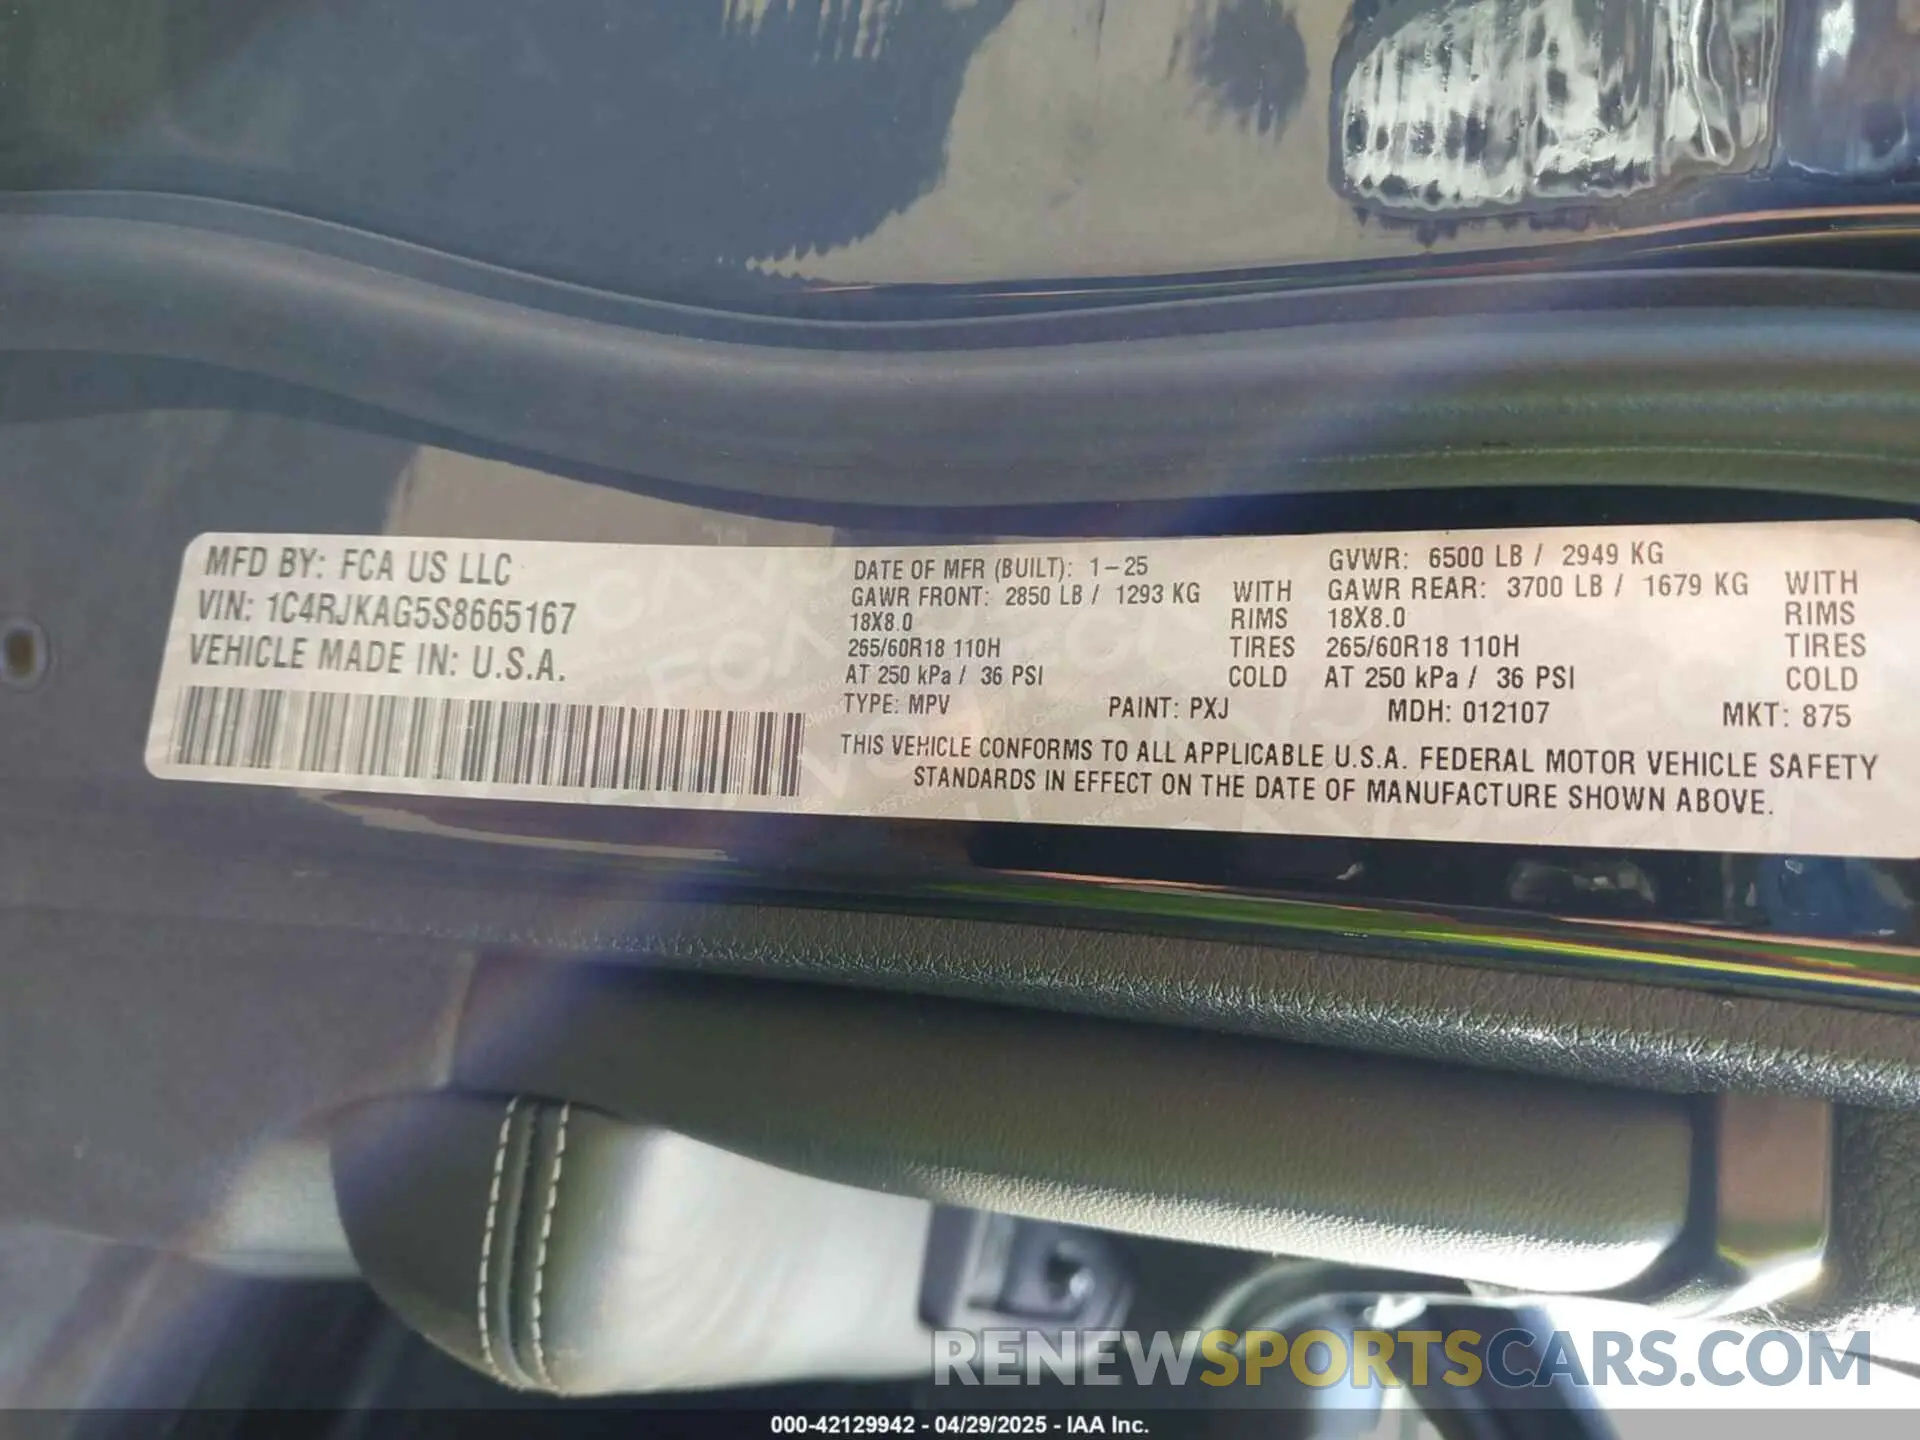 MFD BY: FCA US LLC
VIN: 1C4RJKAG5S8665167
VEHICLE MADE IN: U.S.A.
DATE OF MFR (BUILT): 1-25
GVWR: 6500 LB / 2949 KG
GAWR FRONT: 2850 LB / 1293 KG WITH GAWR REAR: 3700 LB / 1679 KG WITH
18X8.0 RIMS 18X8.0 RIMS
265/60R18 110H TIRES 265/60R18 110H TIRES
AT 250 kPa / 36 PSI COLD AT 250 kPa / 36 PSI COLD
TYPE: MPV PAINT: PXJ MDH: 012107 MKT: 875
THIS VEHICLE CONFORMS TO ALL APPLICABLE U.S.A. FEDERAL MOTOR VEHICLE SAFETY
STANDARDS IN EFFECT ON THE DATE OF MANUFACTURE SHOWN ABOVE.
RENEWSPORTSCARS.COM
000-42129942 - 04/29/2025 - IAA Inc.